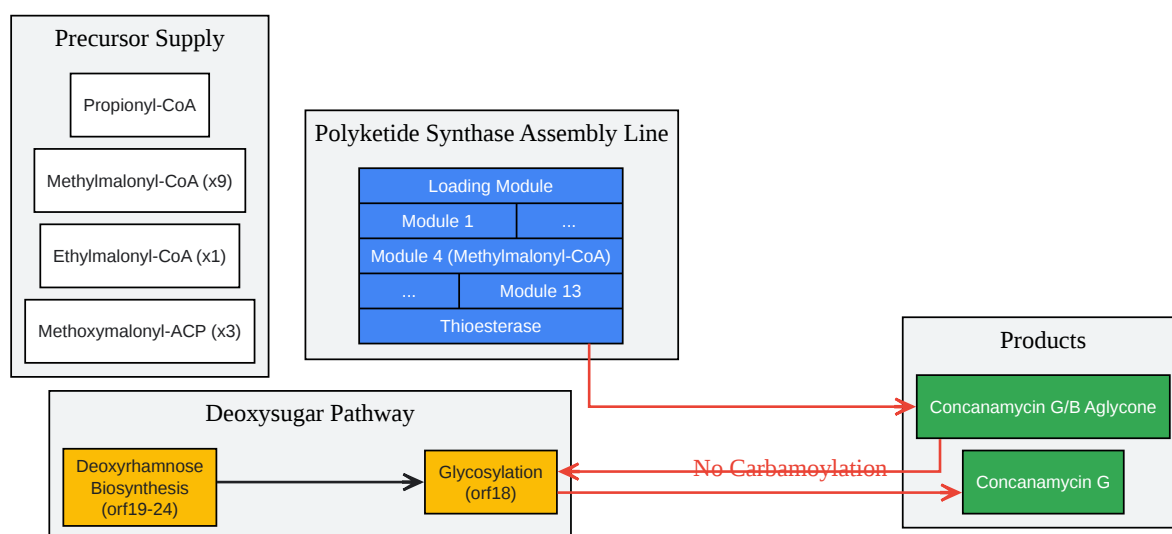 Precursor Supply
Propionyl-CoA
Methylmalonyl-CoA (x9)
Ethylmalonyl-CoA (x1)
Methoxymalonyl-ACP (x3)
Polyketide Synthase Assembly Line
Loading Module
Module 1
...
Module 4 (Methylmalonyl-CoA)
...
Module 13
Thioesterase
Products
Concanamycin G/B Aglycone
Concanamycin G
Deoxysugar Pathway
Deoxyrhamnose
Biosynthesis
(orf19-24)
Glycosylation
(orf18)
No Carbamoylation